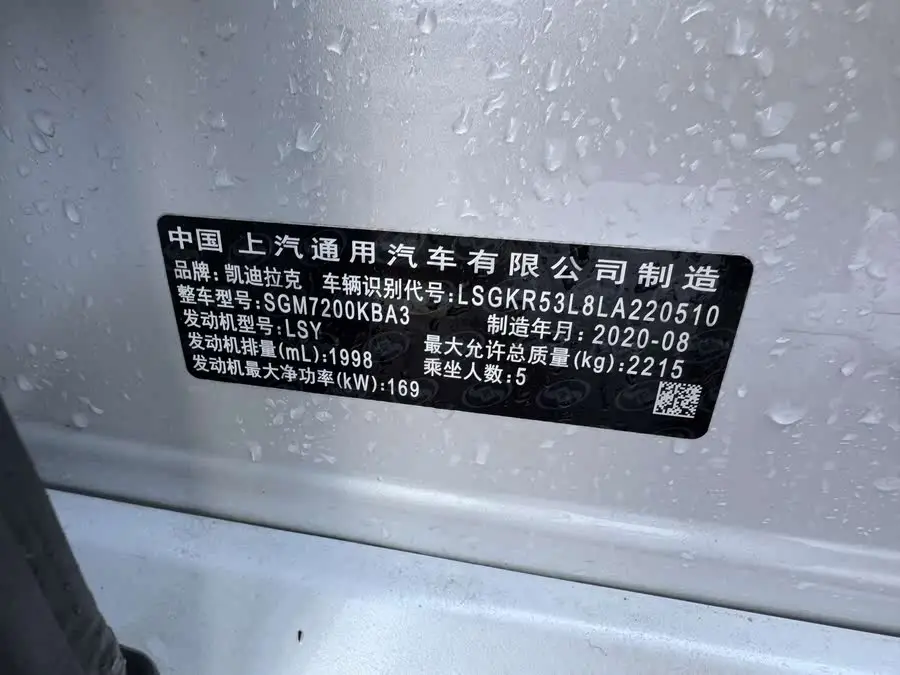 中国 上汽通用汽车有限公司制造
品牌:凯迪拉克 车辆识别代号:LSGKR53L8LA220510
整车型号:SGM7200KBA3 制造年月:2020-08
发动机型号:LSY 最大允许总质量(kg):2215
发动机排量(mL):1998 乘坐人数:5
发动机最大净功率(kW):169